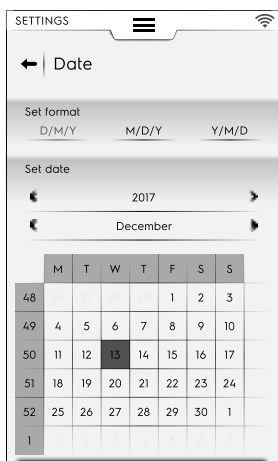 SETTINGS
Date
Set format
D/M/Y M/D/Y Y/M/D
Set date
2017
December
M T W T F S S
48 1 2 3
49 4 5 6 7 8 9 10
50 11 12 13 14 15 16 17
51 18 19 20 21 22 23 24
52 25 26 27 28 29 30 1
1